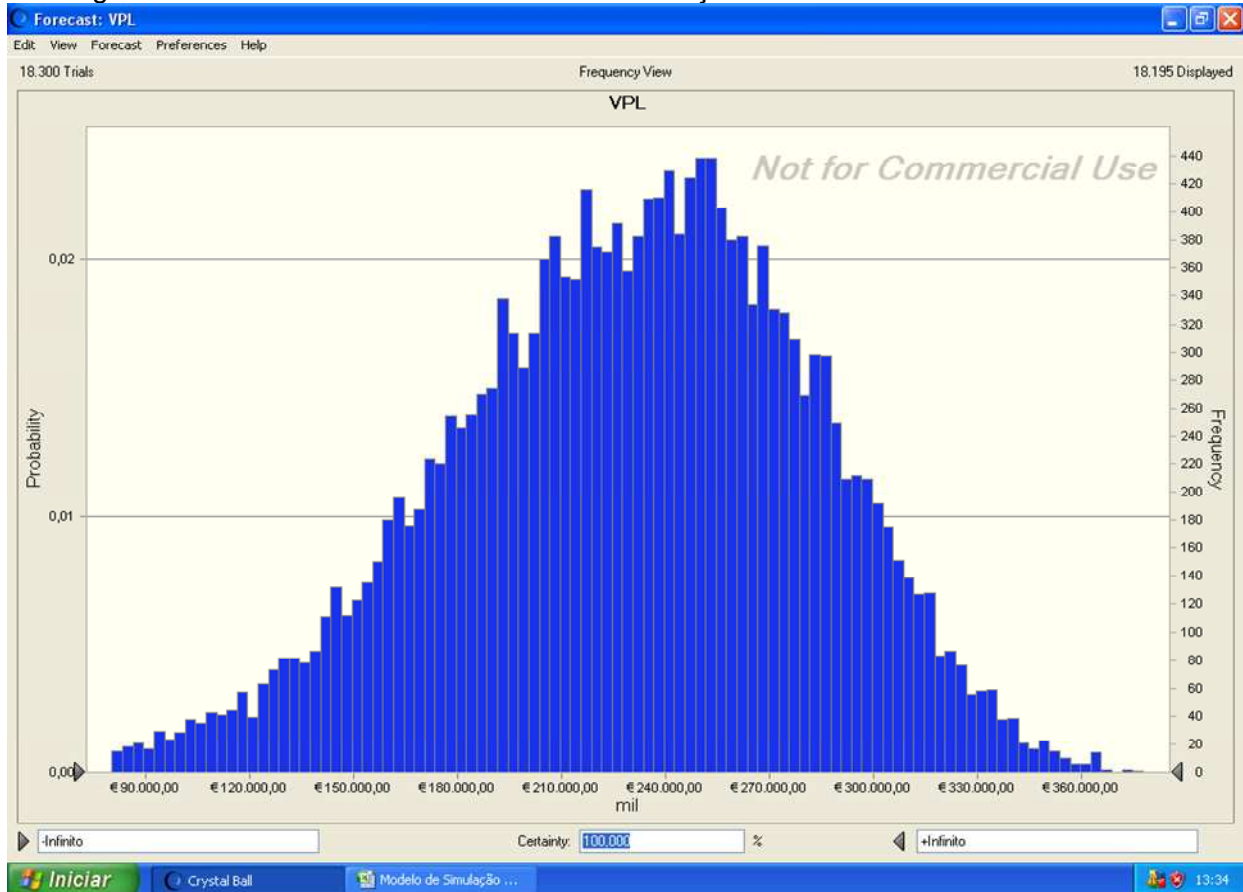 Forecast: VPL
Edit View Forecast Preferences Help
18.300 Trials Frequency View 18.195 Displayed
VPL
Not for Commercial Use
Probability
0,02
0,01
0,00
440
420
400
380
360
340
320
300
280
260
240
220
200
180
160
140
120
100
80
60
40
20
0
Frequency
€90.000,00 €120.000,00 €150.000,00 €180.000,00 €210.000,00 €240.000,00 €270.000,00 €300.000,00 €330.000,00 €360.000,00
mil
-Infinito Certainty: 100,000 % +Infinito
Iniciar Crystal Ball Modelo de Simulação ... 13:34